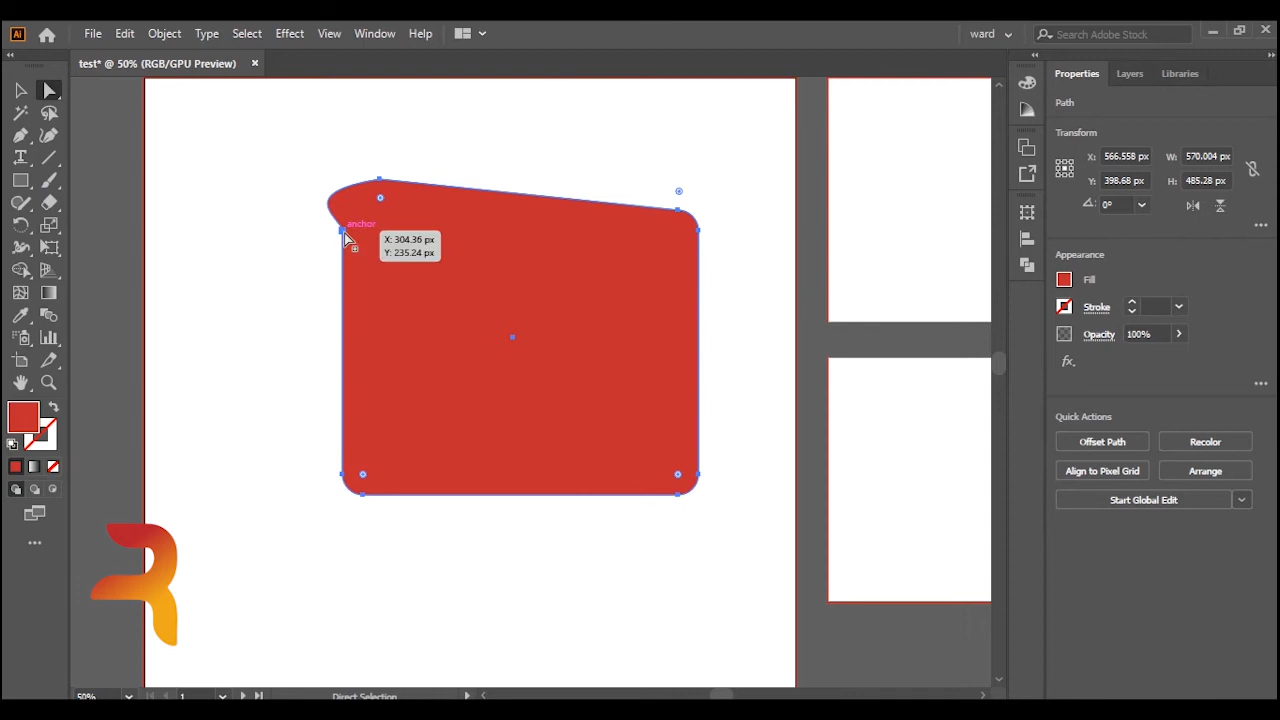 Ai File Edit Object Type Select Effect View Window Help ward Search Adobe Stock
test* @ 50% (RGB/GPU Preview) ×
Properties Layers Libraries
Path
Transform
X: 566.558 px W: 570.004 px
Y: 398.68 px H: 485.28 px
0°
anchor
X: 304.36 px
Y: 235.24 px
Appearance
Fill
Stroke
Opacity 100%
fx.
Quick Actions
Offset Path Recolor
Align to Pixel Grid Arrange
Start Global Edit
50% 1 Direct Selection